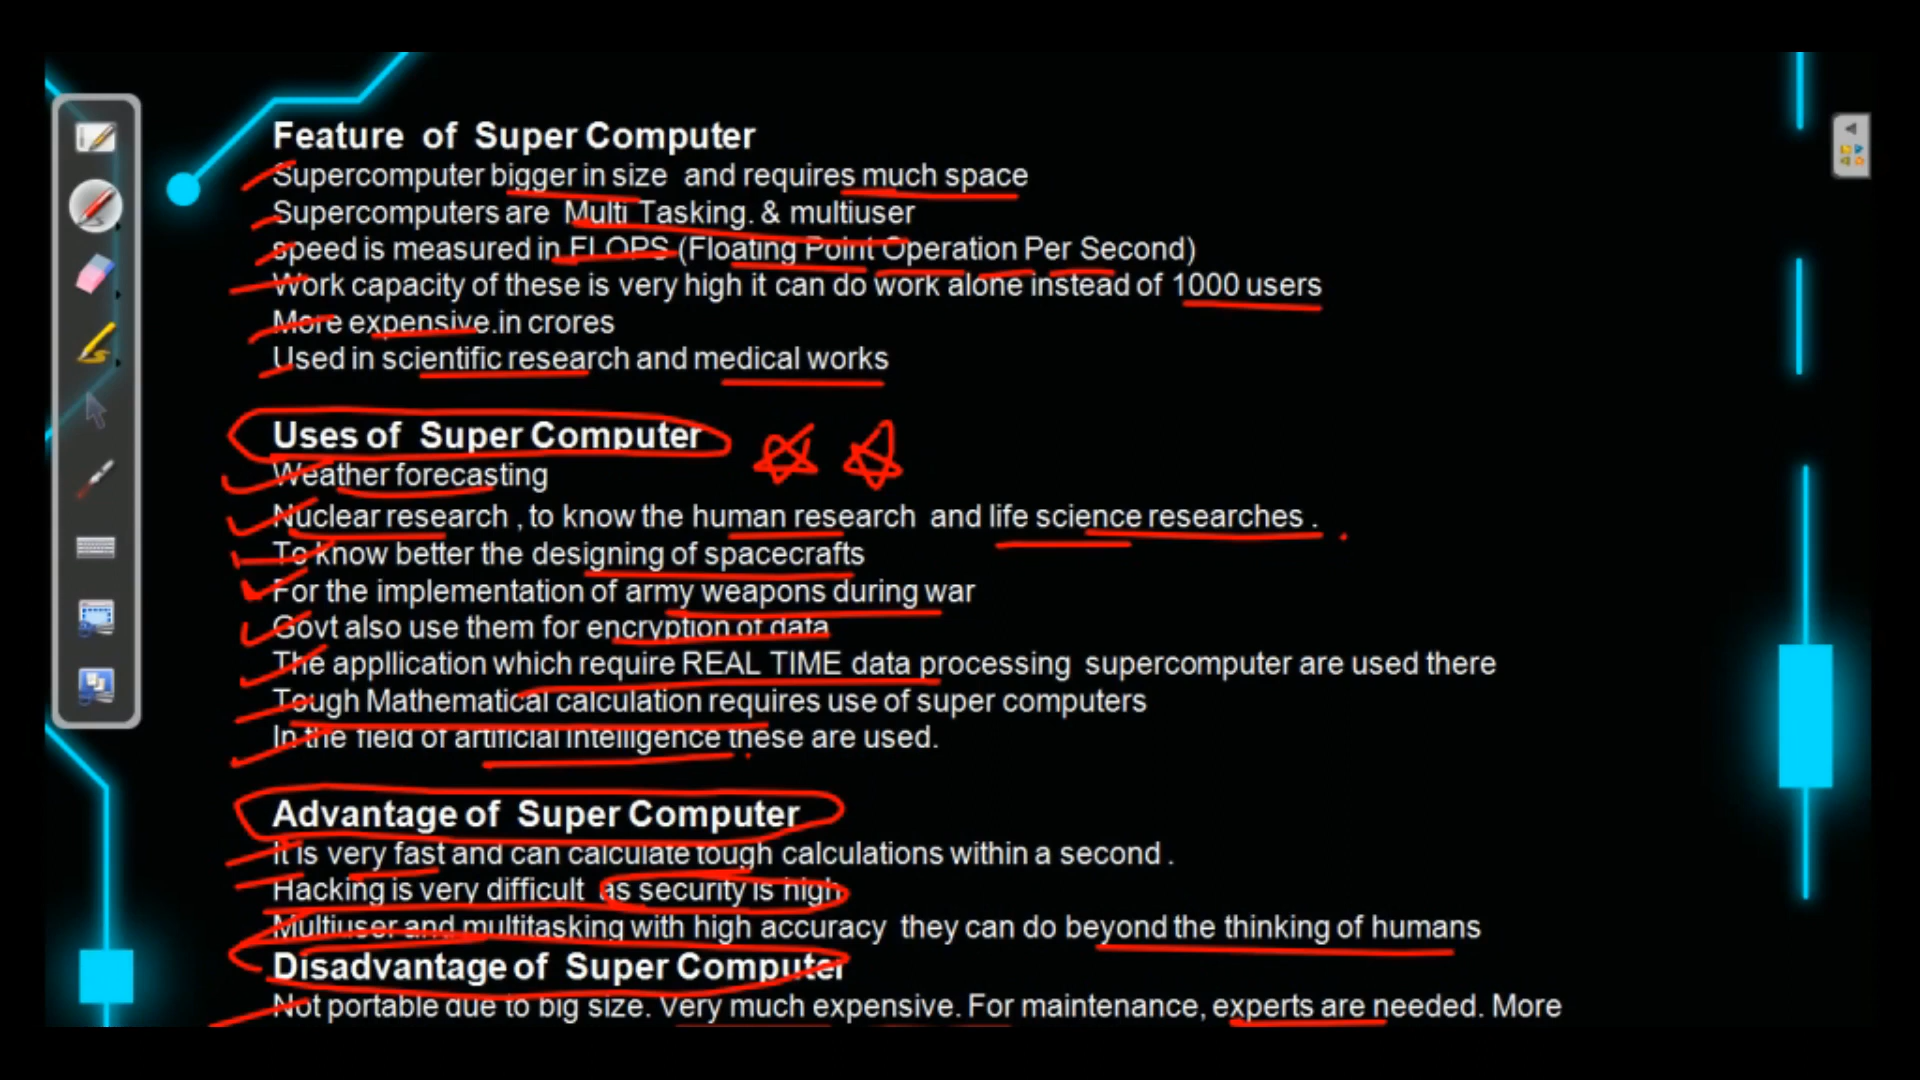 Feature of Super Computer
Supercomputer bigger in size and requires much space
Supercomputers are Multi Tasking. & multiuser
speed is measured in FLOPS (Floating Point Operation Per Second)
Work capacity of these is very high it can do work alone instead of 1000 users
More expensive.in crores
Used in scientific research and medical works
Uses of Super Computer
Weather forecasting
Nuclear research , to know the human research and life science researches .
To know better the designing of spacecrafts
For the implementation of army weapons during war
Govt also use them for encryption of data
The appllication which require REAL TIME data processing supercomputer are used there
Tough Mathematical calculation requires use of super computers
In the field of artificial intelligence these are used.
Advantage of Super Computer
It is very fast and can calculate tough calculations within a second .
Hacking is very difficult as security is high
Multiuser and multitasking with high accuracy they can do beyond the thinking of humans
Disadvantage of Super Computer
Not portable due to big size. Very much expensive. For maintenance, experts are needed. More